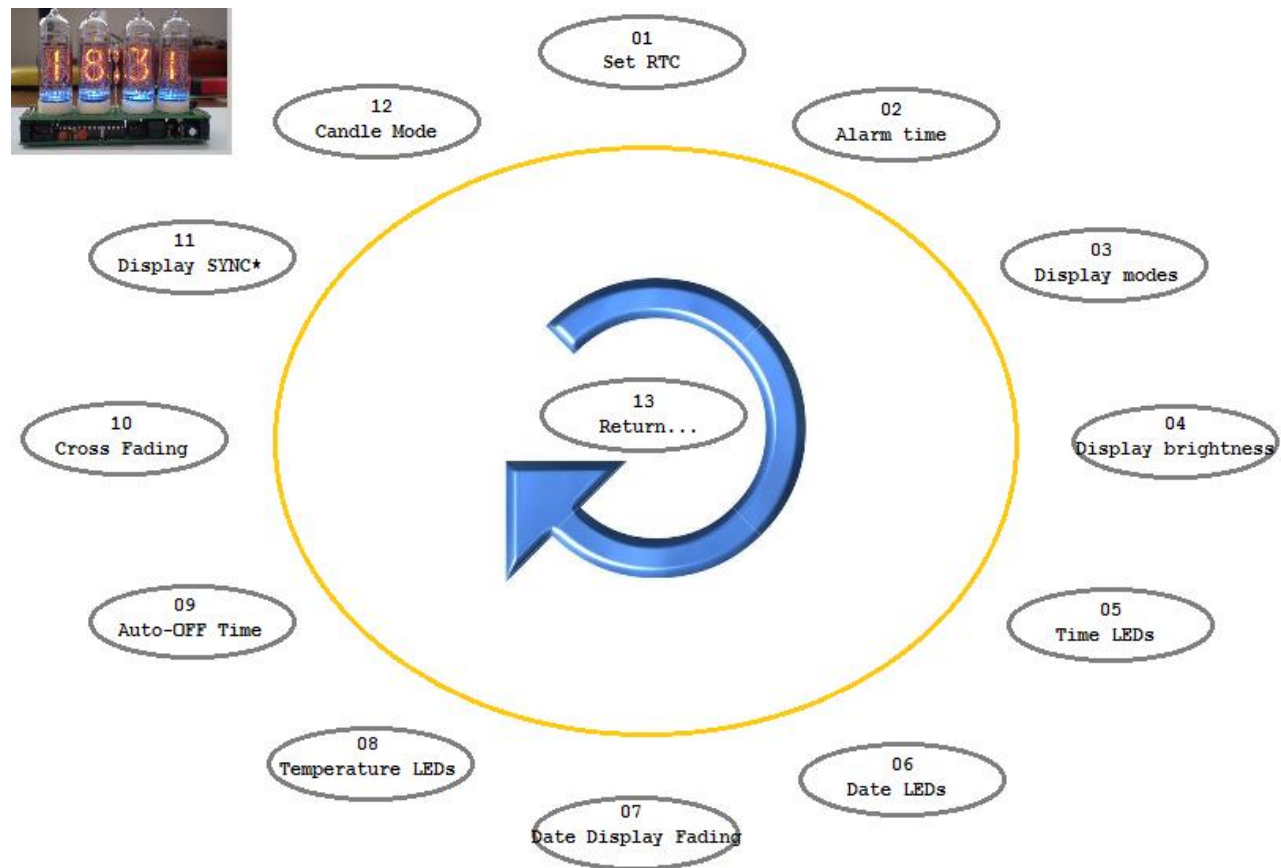 18:31
01
Set RTC
02
Alarm time
03
Display modes
04
Display brightness
05
Time LEDs
06
Date LEDs
07
Date Display Fading
08
Temperature LEDs
09
Auto-OFF Time
10
Cross Fading
11
Display SYNC*
12
Candle Mode
13
Return...